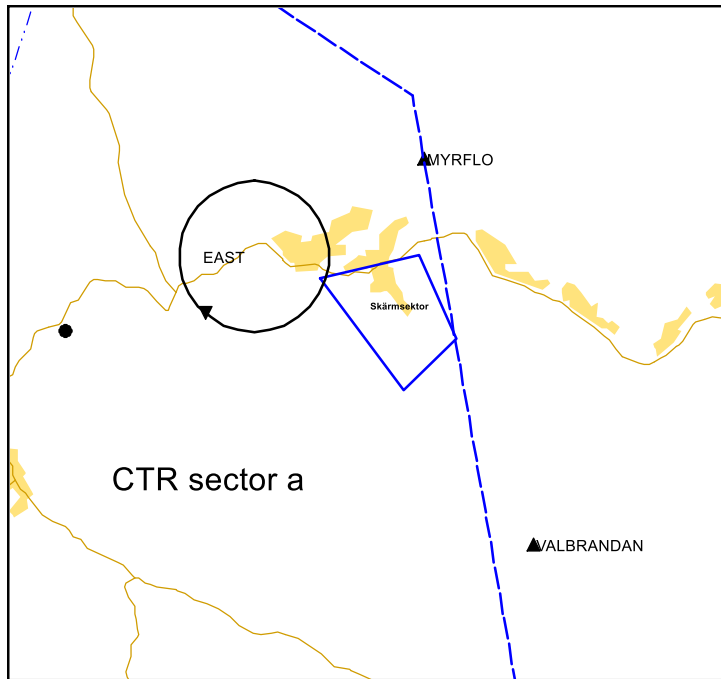 MYRFLO
EAST
Skärmsektor
CTR sector a
VALBRANDAN